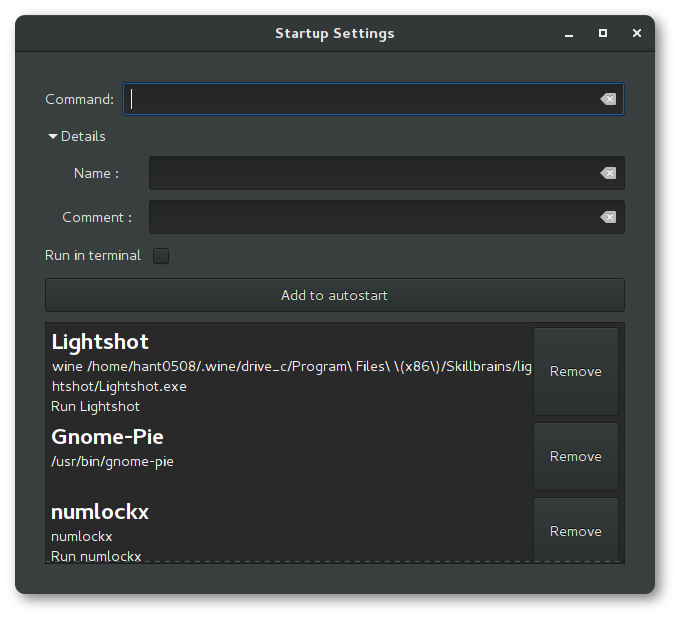 Startup Settings
Command:
Details
Name :
Comment :
Run in terminal
Add to autostart
Lightshot
wine /home/hant0508/.wine/drive_c/Program\ Files\ \(x86\)/Skillbrains/lig
htshot/Lightshot.exe
Run Lightshot
Remove
Gnome-Pie
/usr/bin/gnome-pie
Remove
numlockx
numlockx
Run numlockx
Remove